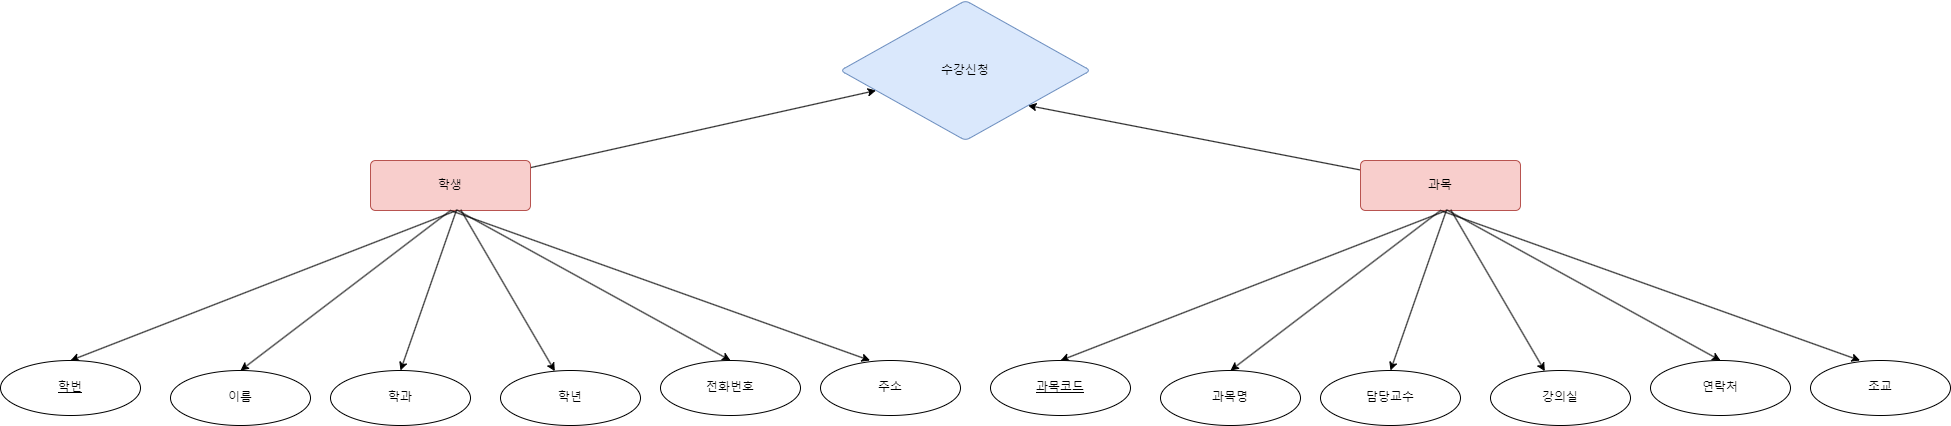 수강신청
학생
과목
학번
이름
학과
학년
전화번호
주소
과목코드
과목명
담당교수
강의실
연락처
조교